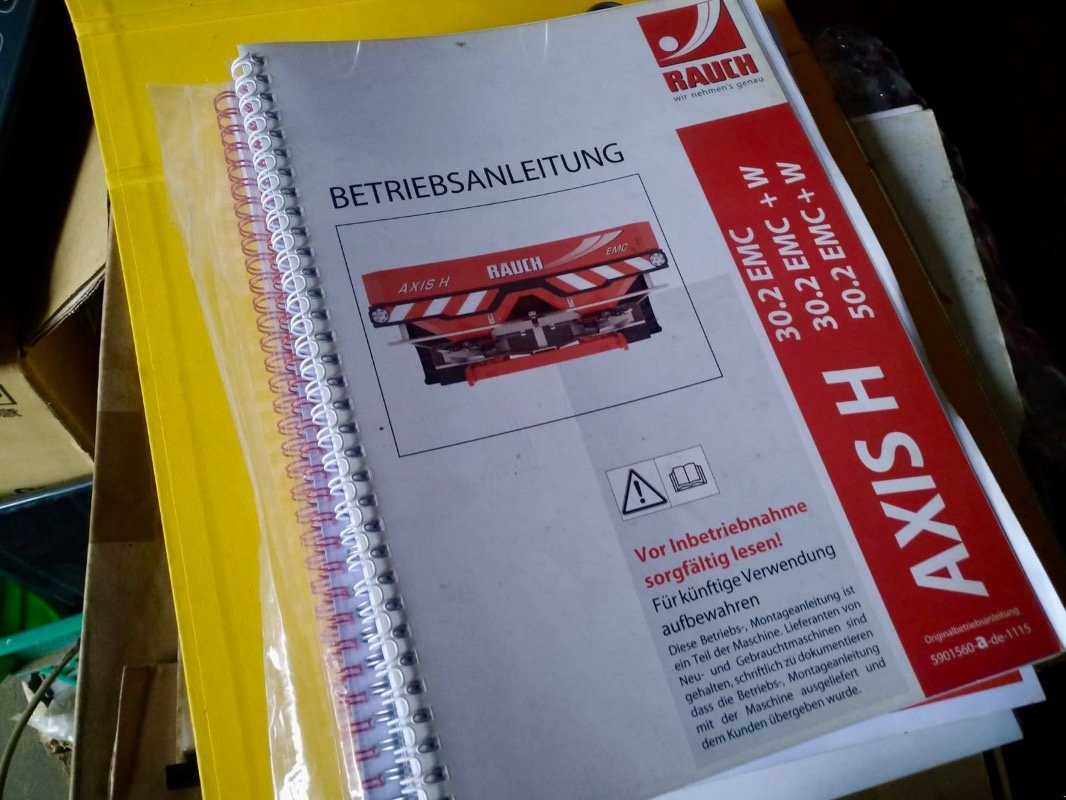 RAUCH
wir nehmen's genau
BETRIEBSANLEITUNG
AXIS H
RAUCH
EMC
30.2 EMC
30.2 EMC + W
50.2 EMC + W
AXIS H
Vor Inbetriebnahme
sorgfältig lesen!
Für künftige Verwendung
aufbewahren
Diese Betriebs-, Montageanleitung ist
ein Teil der Maschine. Lieferanten von
Neu- und Gebrauchtmaschinen sind
gehalten, schriftlich zu dokumentieren
dass die Betriebs-, Montageanleitung
mit der Maschine ausgeliefert und
dem Kunden übergeben wurde.
Originalbetriebsanleitung
5901560-a-de-1115